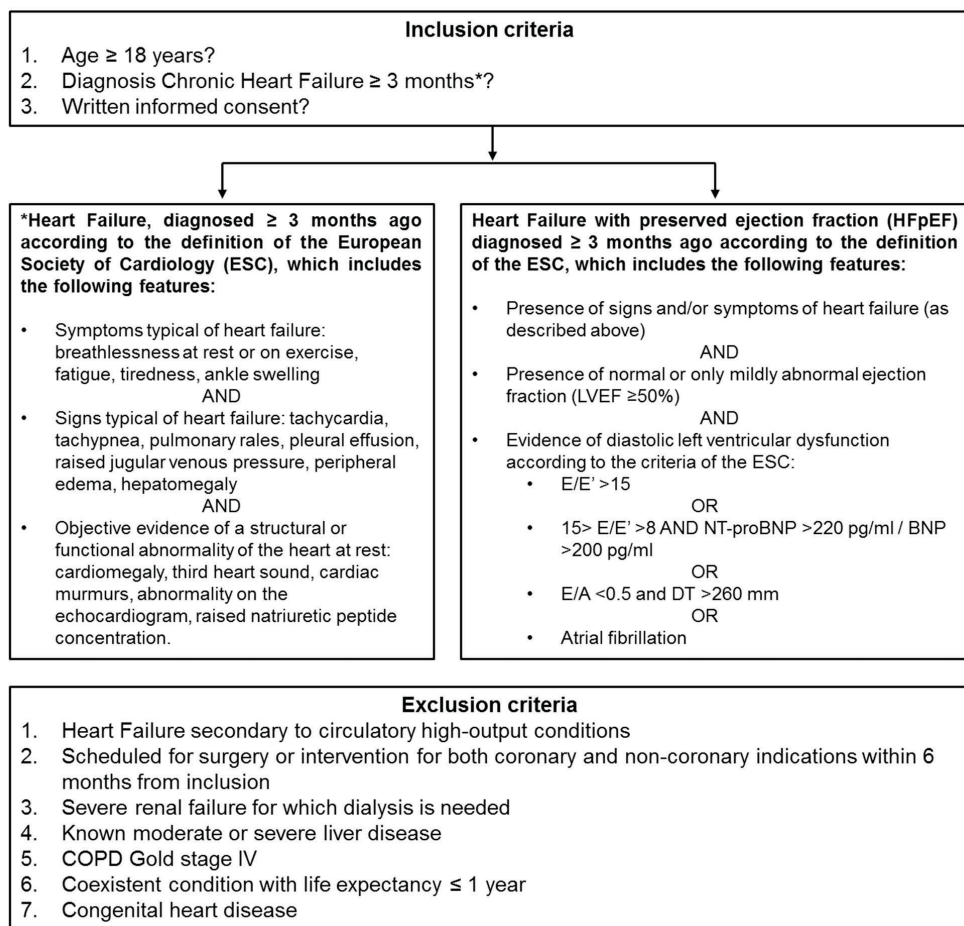 Inclusion criteria
1. Age ≥ 18 years?
2. Diagnosis Chronic Heart Failure ≥ 3 months*?
3. Written informed consent?
*Heart Failure, diagnosed ≥ 3 months ago
according to the definition of the European
Society of Cardiology (ESC), which includes
the following features:
• Symptoms typical of heart failure:
breathlessness at rest or on exercise,
fatigue, tiredness, ankle swelling
AND
• Signs typical of heart failure: tachycardia,
tachypnea, pulmonary rales, pleural effusion,
raised jugular venous pressure, peripheral
edema, hepatomegaly
AND
• Objective evidence of a structural or
functional abnormality of the heart at rest:
cardiomegaly, third heart sound, cardiac
murmurs, abnormality on the
echocardiogram, raised natriuretic peptide
concentration.
Heart Failure with preserved ejection fraction (HFpEF)
diagnosed ≥ 3 months ago according to the definition
of the ESC, which includes the following features:
• Presence of signs and/or symptoms of heart failure (as
described above)
AND
• Presence of normal or only mildly abnormal ejection
fraction (LVEF ≥50%)
AND
• Evidence of diastolic left ventricular dysfunction
according to the criteria of the ESC:
• E/E’ >15
OR
• 15> E/E’ >8 AND NT-proBNP >220 pg/ml / BNP
>200 pg/ml
OR
• E/A <0.5 and DT >260 mm
OR
• Atrial fibrillation
Exclusion criteria
1. Heart Failure secondary to circulatory high-output conditions
2. Scheduled for surgery or intervention for both coronary and non-coronary indications within 6
months from inclusion
3. Severe renal failure for which dialysis is needed
4. Known moderate or severe liver disease
5. COPD Gold stage IV
6. Coexistent condition with life expectancy ≤ 1 year
7. Congenital heart disease